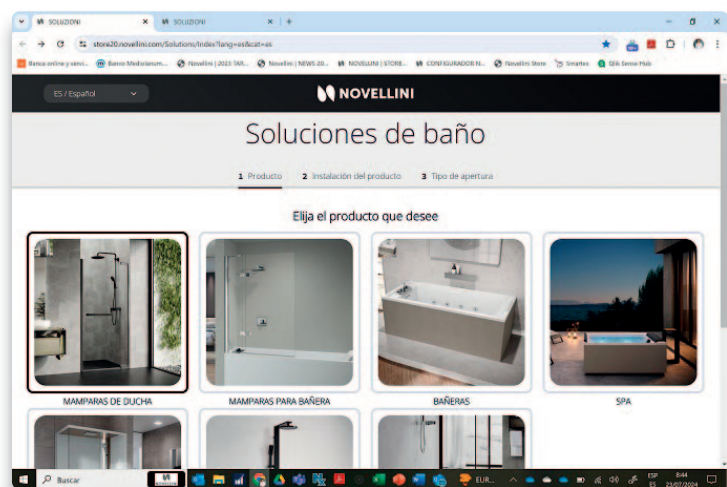 SOLUZIONI
SOLUZIONI
store20.novellini.com/Solutions/Index?lang=es&cat=es
Banca online y servi... Banco Mediolanum... Novellini | 2023 TAR... Novellini | NEWS 20... NOVELLINI | STORE... CONFIGURADOR N... Novellini Store Smartes Qlik Sense Hub
ES / Español
NOVELLINI
Soluciones de baño
1 Producto 2 Instalación del producto 3 Tipo de apertura
Elija el producto que desee
MAMPARAS DE DUCHA MAMPARAS PARA BAÑERA BAÑERAS SPA
Buscar
NOVELLINI
EUR...
ESP
ES
8:44
23/07/2024